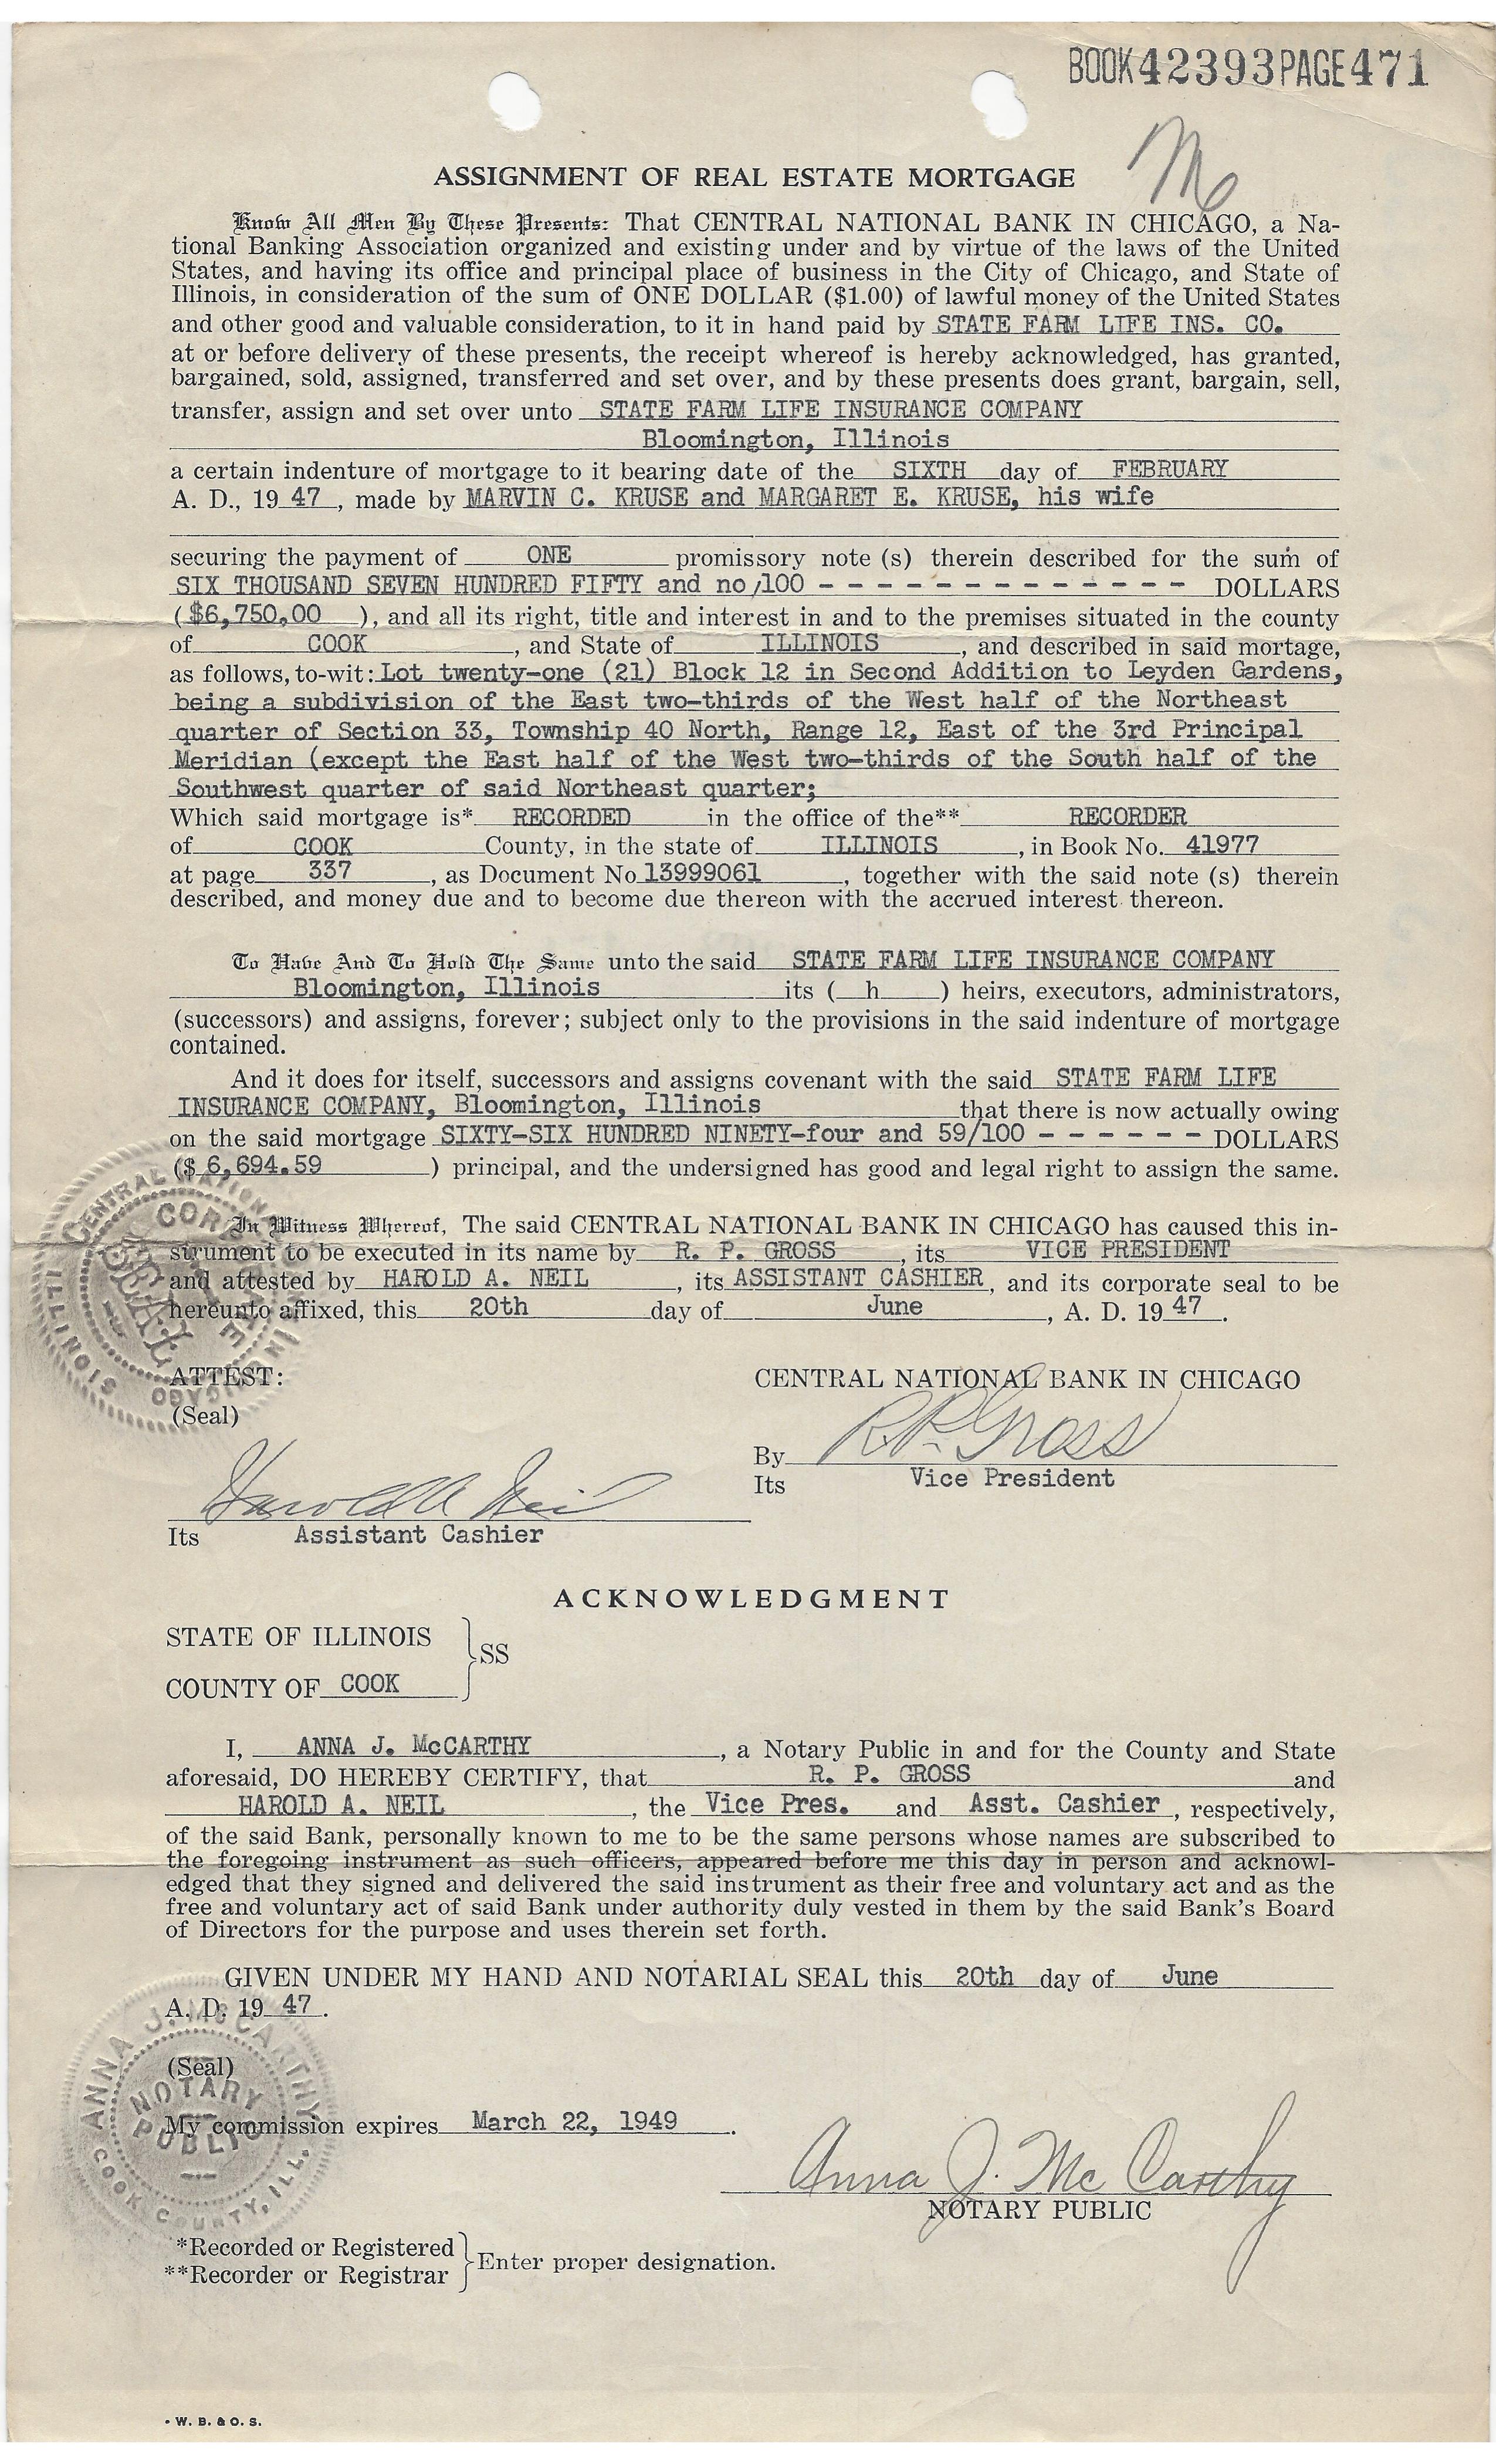 BOOK 42393 PAGE 471
ASSIGNMENT OF REAL ESTATE MORTGAGE
Know All Men By These Presents: That CENTRAL NATIONAL BANK IN CHICAGO, a Na-
tional Banking Association organized and existing under and by virtue of the laws of the United
States, and having its office and principal place of business in the City of Chicago, and State of
Illinois, in consideration of the sum of ONE DOLLAR ($1.00) of lawful money of the United States
and other good and valuable consideration, to it in hand paid by STATE FARM LIFE INS. CO.
at or before delivery of these presents, the receipt whereof is hereby acknowledged, has granted,
bargained, sold, assigned, transferred and set over, and by these presents does grant, bargain, sell,
transfer, assign and set over unto STATE FARM LIFE INSURANCE COMPANY
Bloomington, Illinois
a certain indenture of mortgage to it bearing date of the SIXTH day of FEBRUARY
A. D., 19 47, made by MARVIN C. KRUSE and MARGARET E. KRUSE, his wife
securing the payment of ONE promissory note (s) therein described for the sum of
SIX THOUSAND SEVEN HUNDRED FIFTY and no/100 - - - - - - - - - - - - - DOLLARS
($6,750.00 ), and all its right, title and interest in and to the premises situated in the county
of COOK, and State of ILLINOIS, and described in said mortage,
as follows, to-wit: Lot twenty-one (21) Block 12 in Second Addition to Leyden Gardens,
being a subdivision of the East two-thirds of the West half of the Northeast
quarter of Section 33, Township 40 North, Range 12, East of the 3rd Principal
Meridian (except the East half of the West two-thirds of the South half of the
Southwest quarter of said Northeast quarter;
Which said mortgage is* RECORDED in the office of the** RECORDER
of COOK County, in the state of ILLINOIS, in Book No. 41977
at page 337, as Document No 13999061, together with the said note (s) therein
described, and money due and to become due thereon with the accrued interest thereon.
To Have And To Hold The Same unto the said STATE FARM LIFE INSURANCE COMPANY
Bloomington, Illinois its ( h ) heirs, executors, administrators,
(successors) and assigns, forever; subject only to the provisions in the said indenture of mortgage
contained.
And it does for itself, successors and assigns covenant with the said STATE FARM LIFE
INSURANCE COMPANY, Bloomington, Illinois that there is now actually owing
on the said mortgage SIXTY-SIX HUNDRED NINETY-four and 59/100 - - - - - - DOLLARS
($ 6,694.59 ) principal, and the undersigned has good and legal right to assign the same.
In Witness Whereof, The said CENTRAL NATIONAL BANK IN CHICAGO has caused this in-
strument to be executed in its name by R. P. GROSS, its VICE PRESIDENT
and attested by HAROLD A. NEIL, its ASSISTANT CASHIER, and its corporate seal to be
hereunto affixed, this 20th day of June, A. D. 19 47.
CENTRAL NATIONAL BANK IN CHICAGO ILLINOIS
CORPORATE SEAL
ATTEST: CENTRAL NATIONAL BANK IN CHICAGO
(Seal)
By R. P. Gross
Its Vice President
Harold A Neil
Its Assistant Cashier
ACKNOWLEDGMENT
STATE OF ILLINOIS
SS
COUNTY OF COOK
I, ANNA J. McCARTHY, a Notary Public in and for the County and State
aforesaid, DO HEREBY CERTIFY, that R. P. GROSS and
HAROLD A. NEIL, the Vice Pres. and Asst. Cashier, respectively,
of the said Bank, personally known to me to be the same persons whose names are subscribed to
the foregoing instrument as such officers, appeared before me this day in person and acknowl-
edged that they signed and delivered the said instrument as their free and voluntary act and as the
free and voluntary act of said Bank under authority duly vested in them by the said Bank's Board
of Directors for the purpose and uses therein set forth.
GIVEN UNDER MY HAND AND NOTARIAL SEAL this 20th day of June
A. D. 19 47.
ANNA J. McCARTHY
NOTARY PUBLIC
COOK COUNTY, ILL.
(Seal)
My commission expires March 22, 1949.
Anna J. McCarthy
NOTARY PUBLIC
*Recorded or Registered
**Recorder or Registrar
Enter proper designation.
W. B. & O. S.